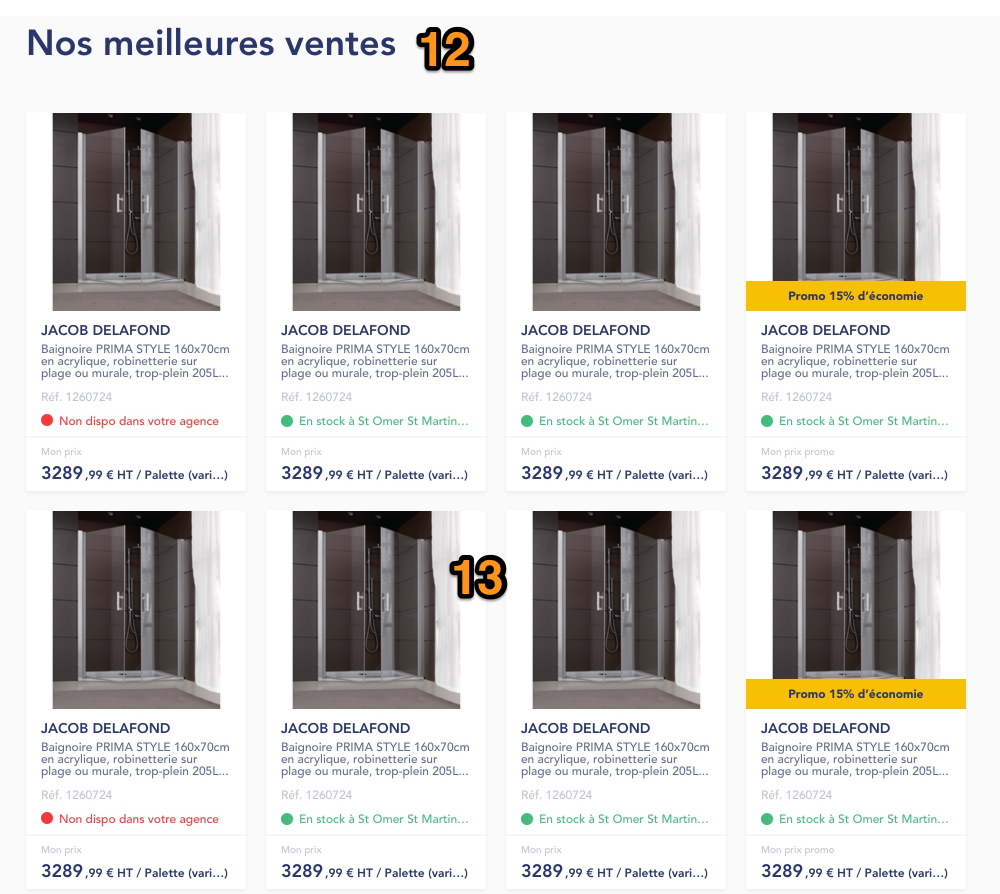 Nos meilleures ventes 12
Promo 15% d'économie
JACOB DELAFOND JACOB DELAFOND JACOB DELAFOND JACOB DELAFOND
Baignoire PRIMA STYLE 160x70cm Baignoire PRIMA STYLE 160x70cm Baignoire PRIMA STYLE 160x70cm Baignoire PRIMA STYLE 160x70cm
en acrylique, robinetterie sur en acrylique, robinetterie sur en acrylique, robinetterie sur en acrylique, robinetterie sur
plage ou murale, trop-plein 205L... plage ou murale, trop-plein 205L... plage ou murale, trop-plein 205L... plage ou murale, trop-plein 205L...
Réf. 1260724 Réf. 1260724 Réf. 1260724 Réf. 1260724
Non dispo dans votre agence En stock à St Omer St Martin... En stock à St Omer St Martin... En stock à St Omer St Martin...
Mon prix Mon prix Mon prix Mon prix promo
3289,99 € HT / Palette (vari...) 3289,99 € HT / Palette (vari...) 3289,99 € HT / Palette (vari...) 3289,99 € HT / Palette (vari...)
13
Promo 15% d'économie
JACOB DELAFOND JACOB DELAFOND JACOB DELAFOND JACOB DELAFOND
Baignoire PRIMA STYLE 160x70cm Baignoire PRIMA STYLE 160x70cm Baignoire PRIMA STYLE 160x70cm Baignoire PRIMA STYLE 160x70cm
en acrylique, robinetterie sur en acrylique, robinetterie sur en acrylique, robinetterie sur en acrylique, robinetterie sur
plage ou murale, trop-plein 205L... plage ou murale, trop-plein 205L... plage ou murale, trop-plein 205L... plage ou murale, trop-plein 205L...
Réf. 1260724 Réf. 1260724 Réf. 1260724 Réf. 1260724
Non dispo dans votre agence En stock à St Omer St Martin... En stock à St Omer St Martin... En stock à St Omer St Martin...
Mon prix Mon prix Mon prix Mon prix promo
3289,99 € HT / Palette (vari...) 3289,99 € HT / Palette (vari...) 3289,99 € HT / Palette (vari...) 3289,99 € HT / Palette (vari...)